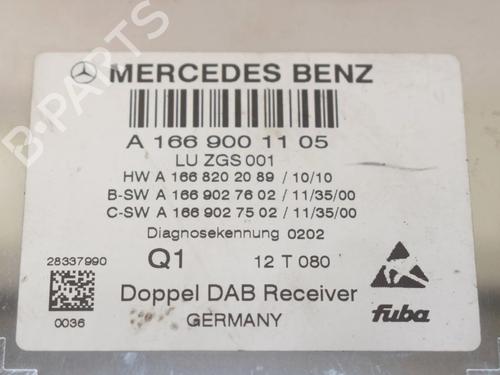 B-PARTS
MERCEDES BENZ
A 166 900 11 05
LU ZGS 001
HW A 166 820 20 89 / 10/10
B-SW A 166 902 76 02 / 11/35/00
C-SW A 166 902 75 02 / 11/35/00
Diagnosekennung 0202
28337990
Q1 12 T 080
0036
Doppel DAB Receiver
GERMANY
fuba